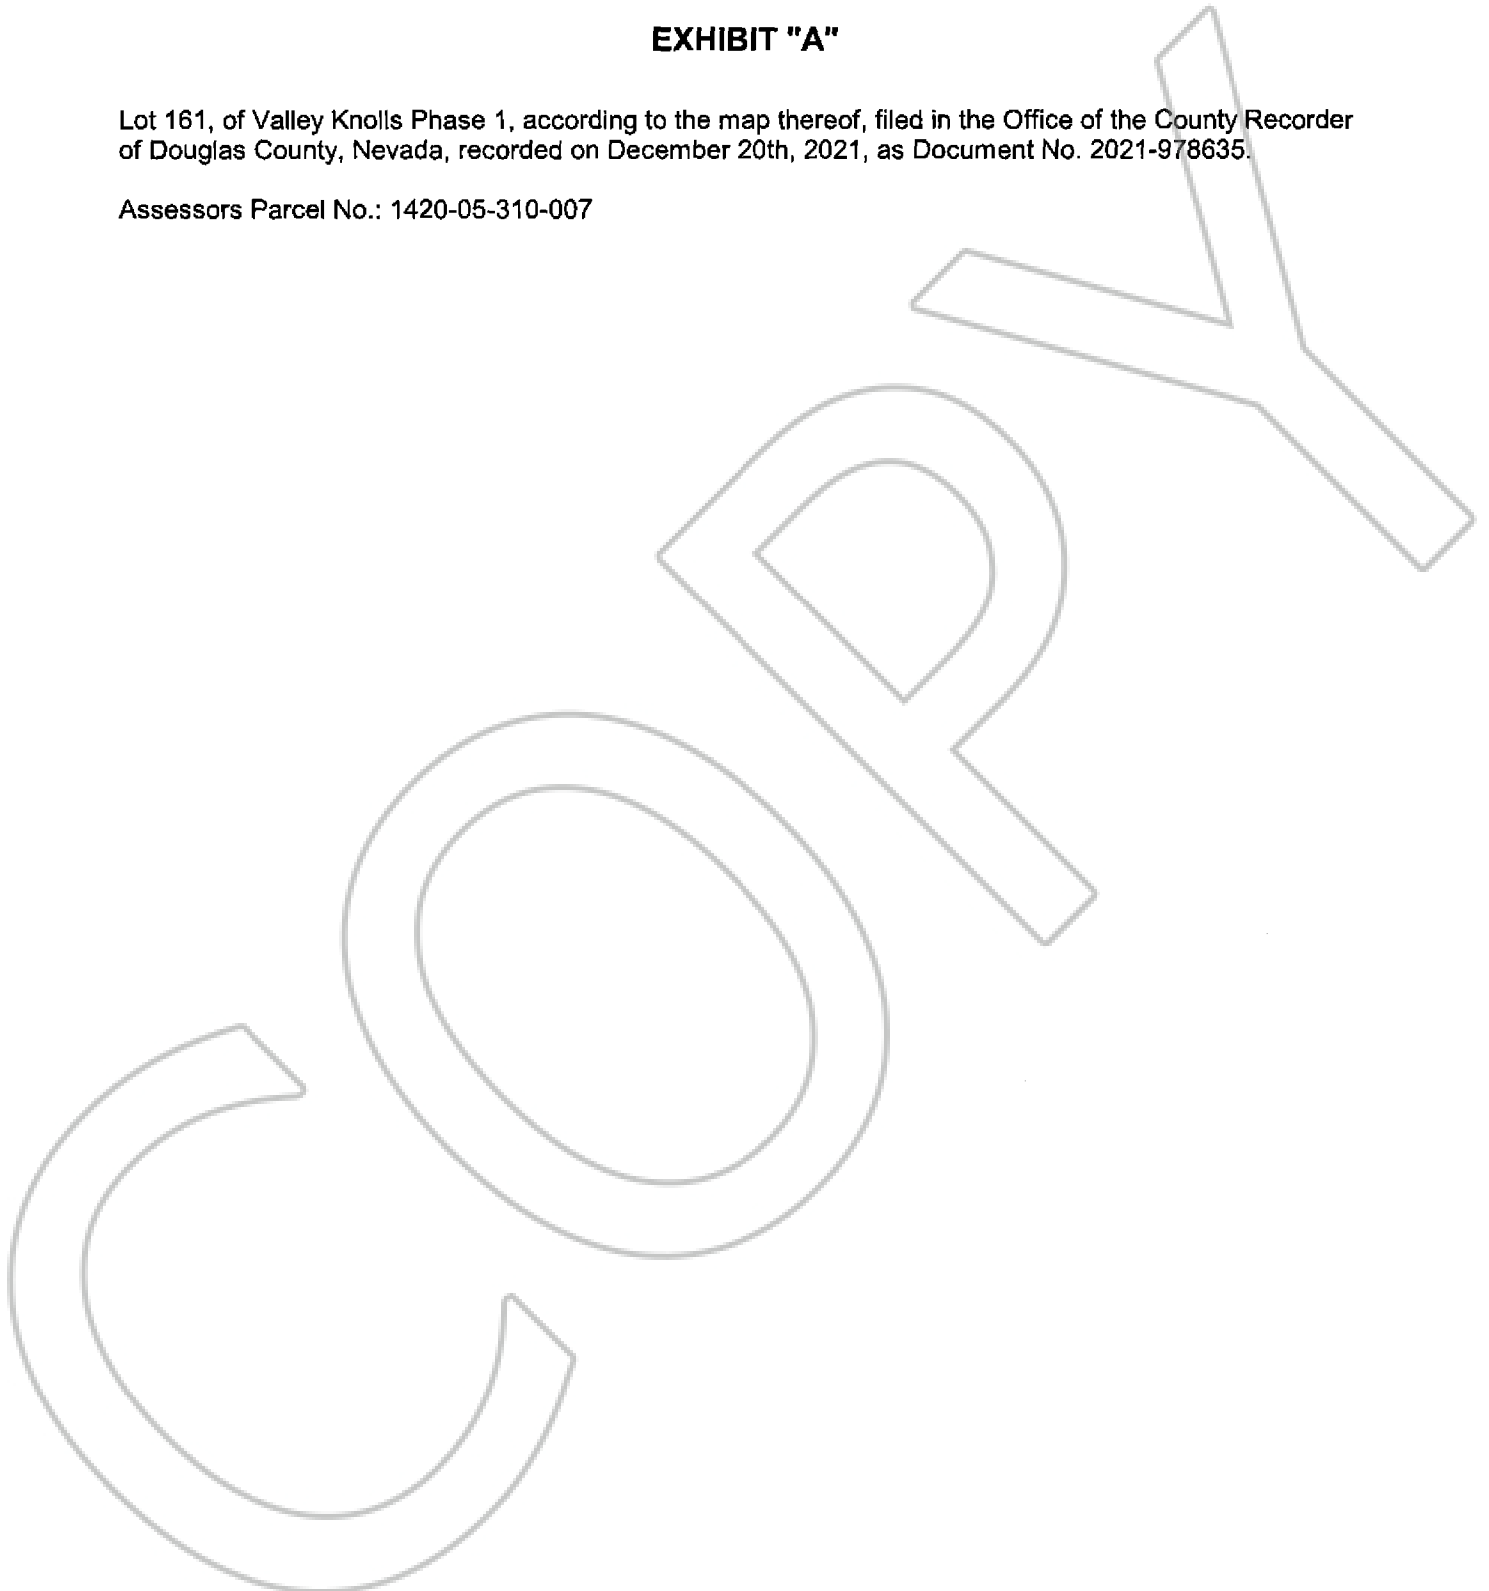 EXHIBIT "A"
Lot 161, of Valley Knolls Phase 1, according to the map thereof, filed in the Office of the County Recorder
of Douglas County, Nevada, recorded on December 20th, 2021, as Document No. 2021-978635.
Assessors Parcel No.: 1420-05-310-007
COPY